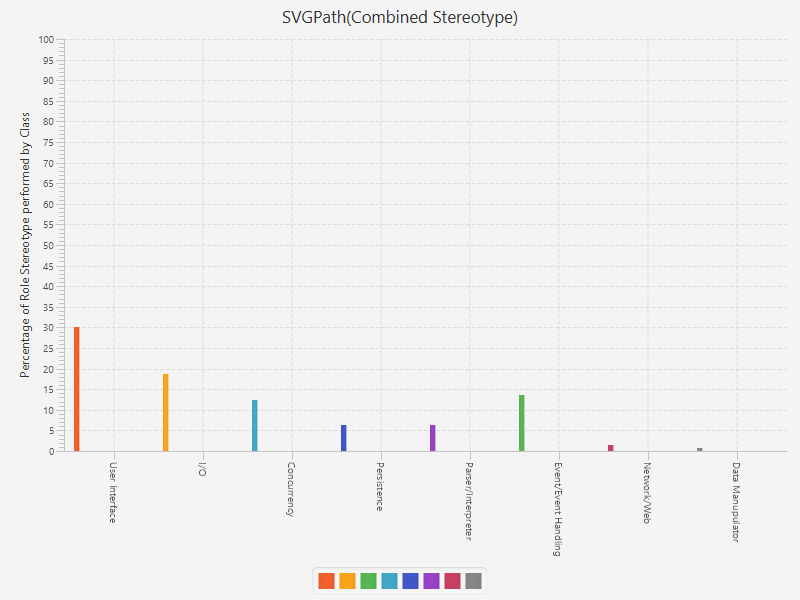 SVGPath(Combined Stereotype)
Percentage of Role Stereotype performed by Class
100
95
90
85
80
75
70
65
60
55
50
45
40
35
30
25
20
15
10
5
0
User Interface
I/O
Concurrency
Persistence
Parser/Interpreter
Event/Event Handling
Network/Web
Data Manupulator